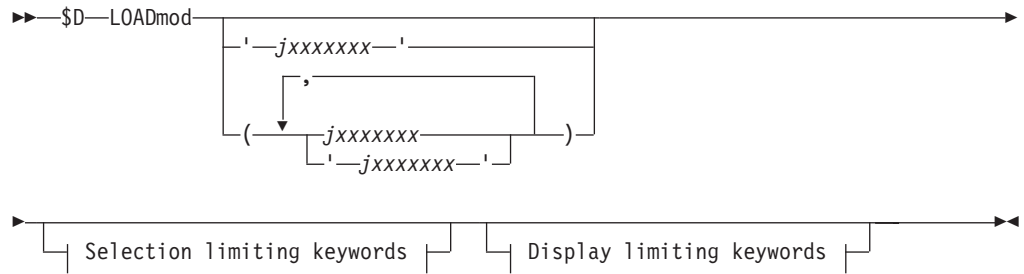 $D LOADmod
' jxxxxxxx '
,
( jxxxxxxx )
' jxxxxxxx '
Selection limiting keywords Display limiting keywords